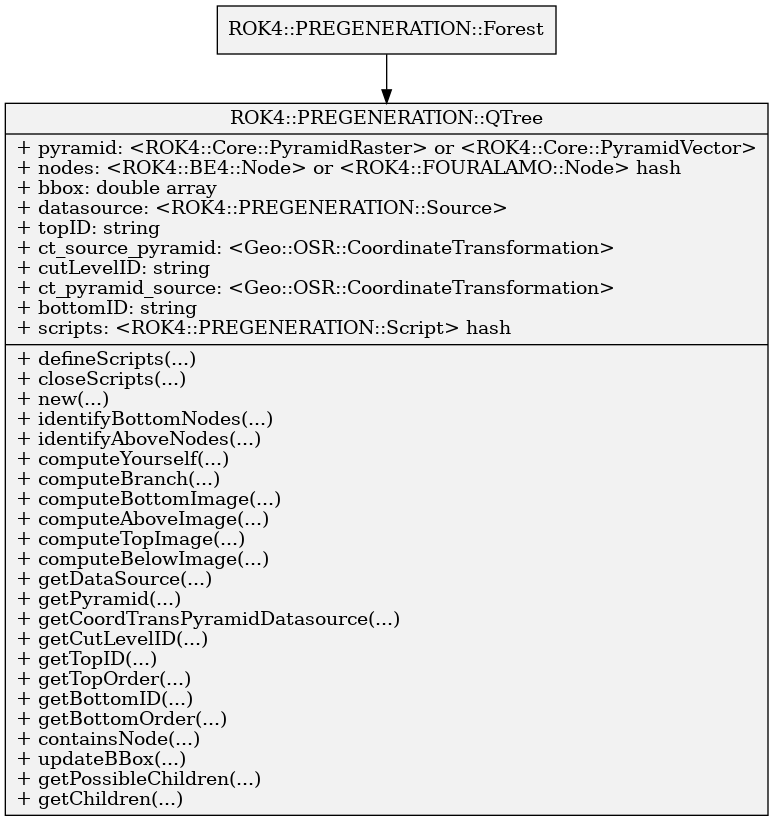 ROK4::PREGENERATION::Forest
ROK4::PREGENERATION::QTree
+ pyramid: <ROK4::Core::PyramidRaster> or <ROK4::Core::PyramidVector>
+ nodes: <ROK4::BE4::Node> or <ROK4::FOURALAMO::Node> hash
+ bbox: double array
+ datasource: <ROK4::PREGENERATION::Source>
+ topID: string
+ ct_source_pyramid: <Geo::OSR::CoordinateTransformation>
+ cutLevelID: string
+ ct_pyramid_source: <Geo::OSR::CoordinateTransformation>
+ bottomID: string
+ scripts: <ROK4::PREGENERATION::Script> hash
+ defineScripts(...)
+ closeScripts(...)
+ new(...)
+ identifyBottomNodes(...)
+ identifyAboveNodes(...)
+ computeYourself(...)
+ computeBranch(...)
+ computeBottomImage(...)
+ computeAboveImage(...)
+ computeTopImage(...)
+ computeBelowImage(...)
+ getDataSource(...)
+ getPyramid(...)
+ getCoordTransPyramidDatasource(...)
+ getCutLevelID(...)
+ getTopID(...)
+ getTopOrder(...)
+ getBottomID(...)
+ getBottomOrder(...)
+ containsNode(...)
+ updateBBox(...)
+ getPossibleChildren(...)
+ getChildren(...)